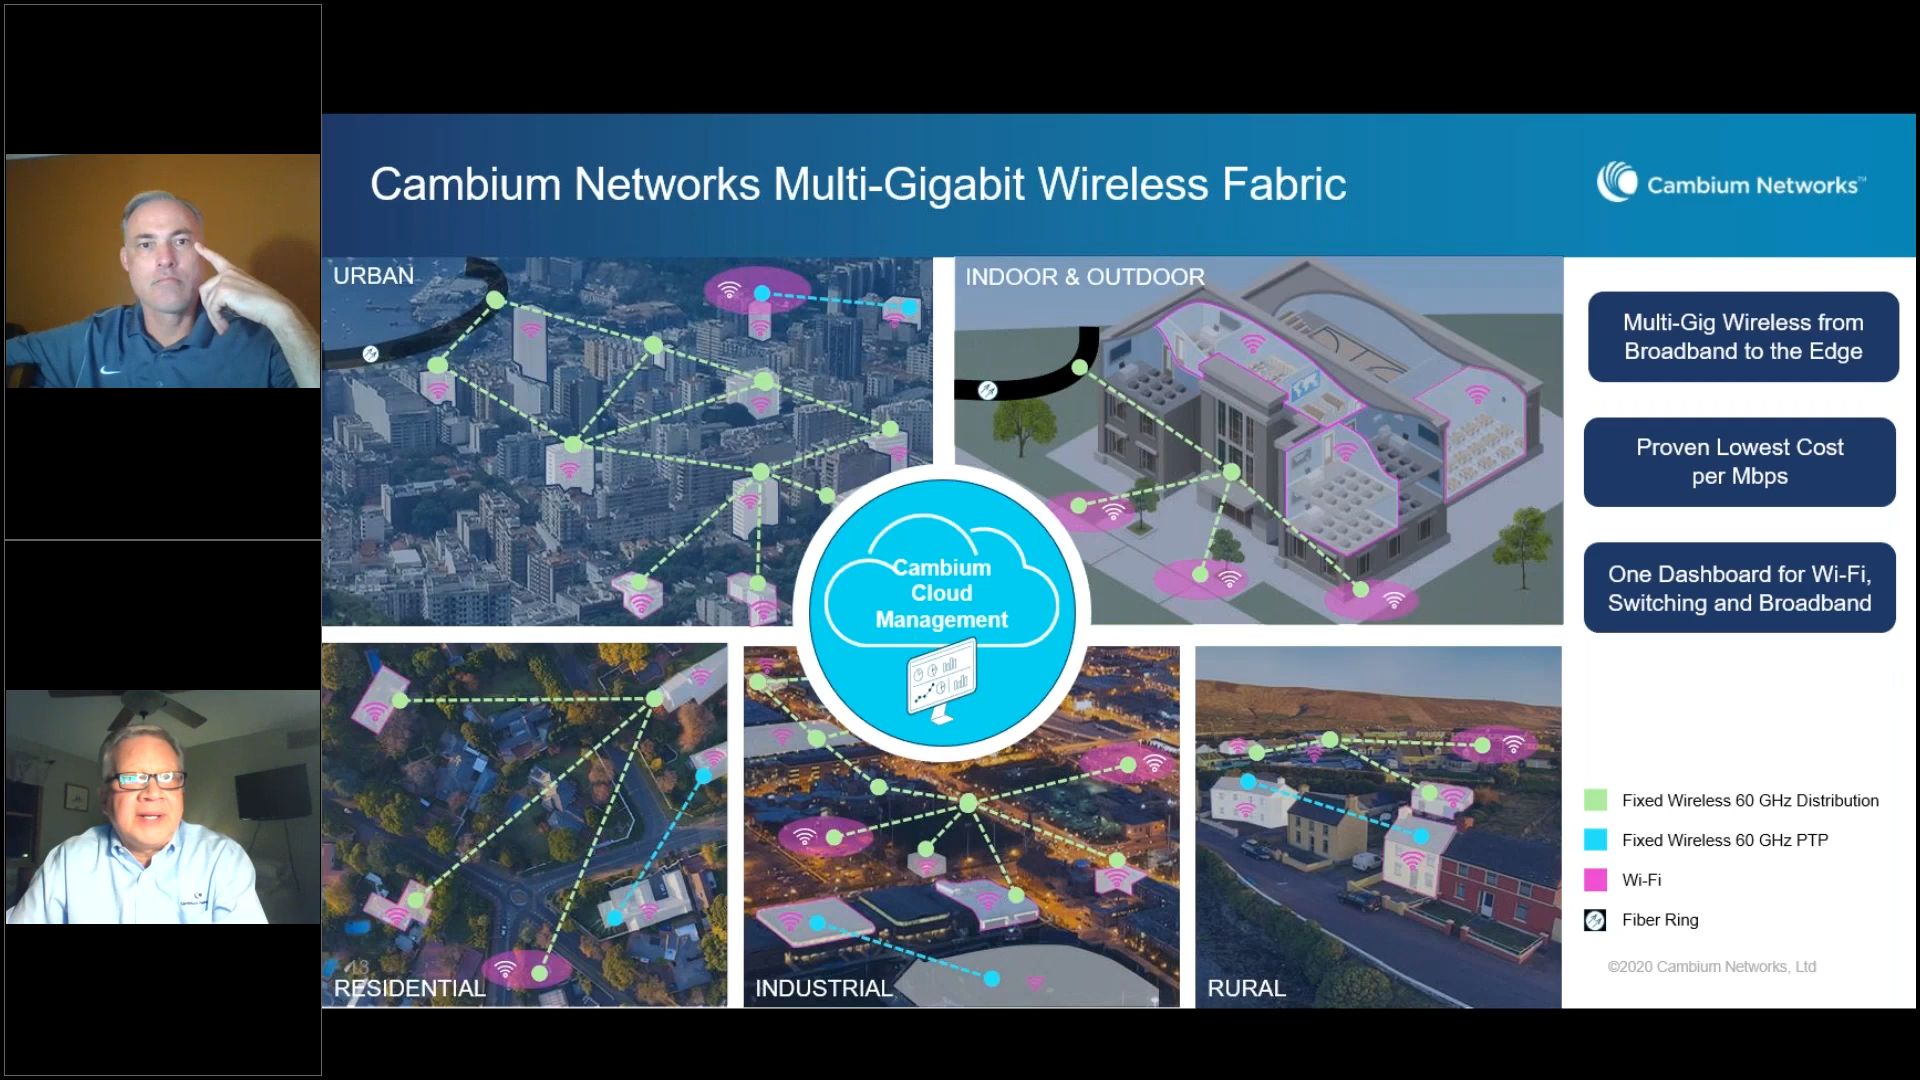 Cambium Networks Multi-Gigabit Wireless Fabric
Cambium Networks™
URBAN
INDOOR & OUTDOOR
Multi-Gig Wireless from
Broadband to the Edge
Proven Lowest Cost
per Mbps
One Dashboard for Wi-Fi,
Switching and Broadband
Cambium
Cloud
Management
RESIDENTIAL
INDUSTRIAL
RURAL
Fixed Wireless 60 GHz Distribution
Fixed Wireless 60 GHz PTP
Wi-Fi
Fiber Ring
©2020 Cambium Networks, Ltd